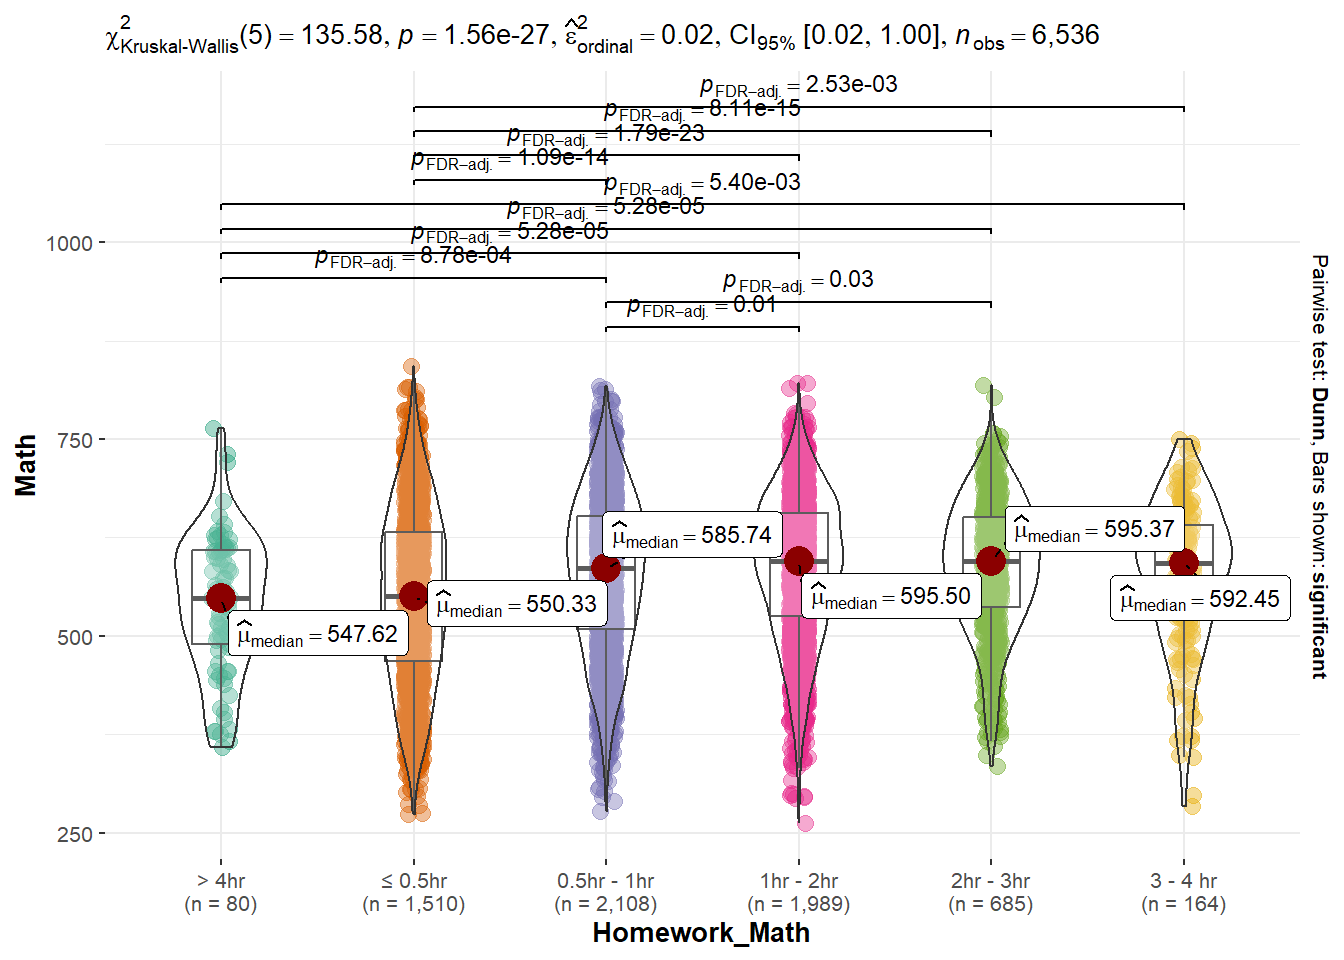 χ²Kruskal-Wallis(5) = 135.58, p = 1.56e-27, ε̂²ordinal = 0.02, CI95% [0.02, 1.00], nobs = 6,536
pFDR−adj. = 2.53e-03
pFDR−adj. = 8.11e-15
pFDR−adj. = 1.79e-23
pFDR−adj. = 1.09e-14
pFDR−adj. = 5.40e-03
pFDR−adj. = 5.28e-05
pFDR−adj. = 5.28e-05
pFDR−adj. = 8.78e-04
pFDR−adj. = 0.03
pFDR−adj. = 0.01
1000
750
500
250
Math
μ̂median = 547.62
μ̂median = 550.33
μ̂median = 585.74
μ̂median = 595.50
μ̂median = 595.37
μ̂median = 592.45
Pairwise test: Dunn, Bars shown: significant
> 4hr
(n = 80)
≤ 0.5hr
(n = 1,510)
0.5hr - 1hr
(n = 2,108)
1hr - 2hr
(n = 1,989)
2hr - 3hr
(n = 685)
3 - 4 hr
(n = 164)
Homework_Math